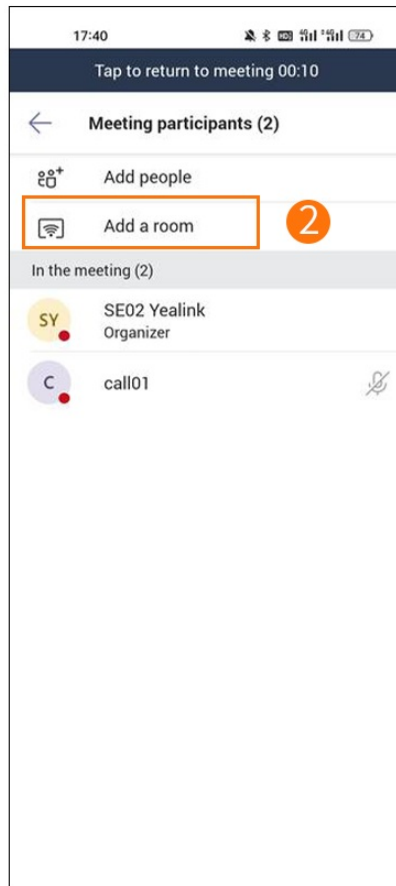 17:40
74
Tap to return to meeting 00:10
Meeting participants (2)
Add people
Add a room
2
In the meeting (2)
SY
SE02 Yealink
Organizer
C
call01